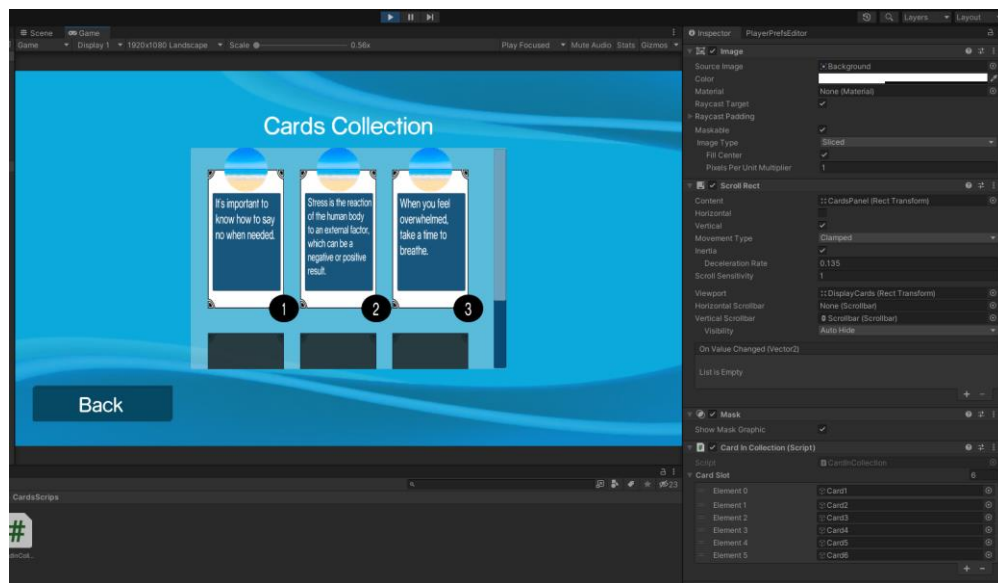 Layers
Layout
Scene
Game
Inspector
PlayerPrefsEditor
Game
Display 1
1920x1080 Landscape
Scale
0.56x
Play Focused
Mute Audio
Stats
Gizmos
Image
Source Image
Background
Color
Material
None (Material)
Raycast Target
Raycast Padding
Maskable
Image Type
Sliced
Fill Center
Pixels Per Unit Multiplier
1
Scroll Rect
Content
CardsPanel (Rect Transform)
Horizontal
Vertical
Movement Type
Clamped
Inertia
Deceleration Rate
0.135
Scroll Sensitivity
1
Viewport
DisplayCards (Rect Transform)
Horizontal Scrollbar
None (Scrollbar)
Vertical Scrollbar
Scrollbar (Scrollbar)
Visibility
Auto Hide
On Value Changed (Vector2)
List is Empty
Mask
Show Mask Graphic
Card In Collection (Script)
Script
CardInCollection
Card Slot
6
Element 0
Card1
Element 1
Card2
Element 2
Card3
Element 3
Card4
Element 4
Card5
Element 5
Card6
Cards Collection
It's important to
know how to say
no when needed.
1
Stress is the reaction
of the human body
to an external factor,
which can be a
negative or positive
result.
2
When you feel
overwhelmed,
take a time to
breathe.
3
Back
23
CardsScrips
#